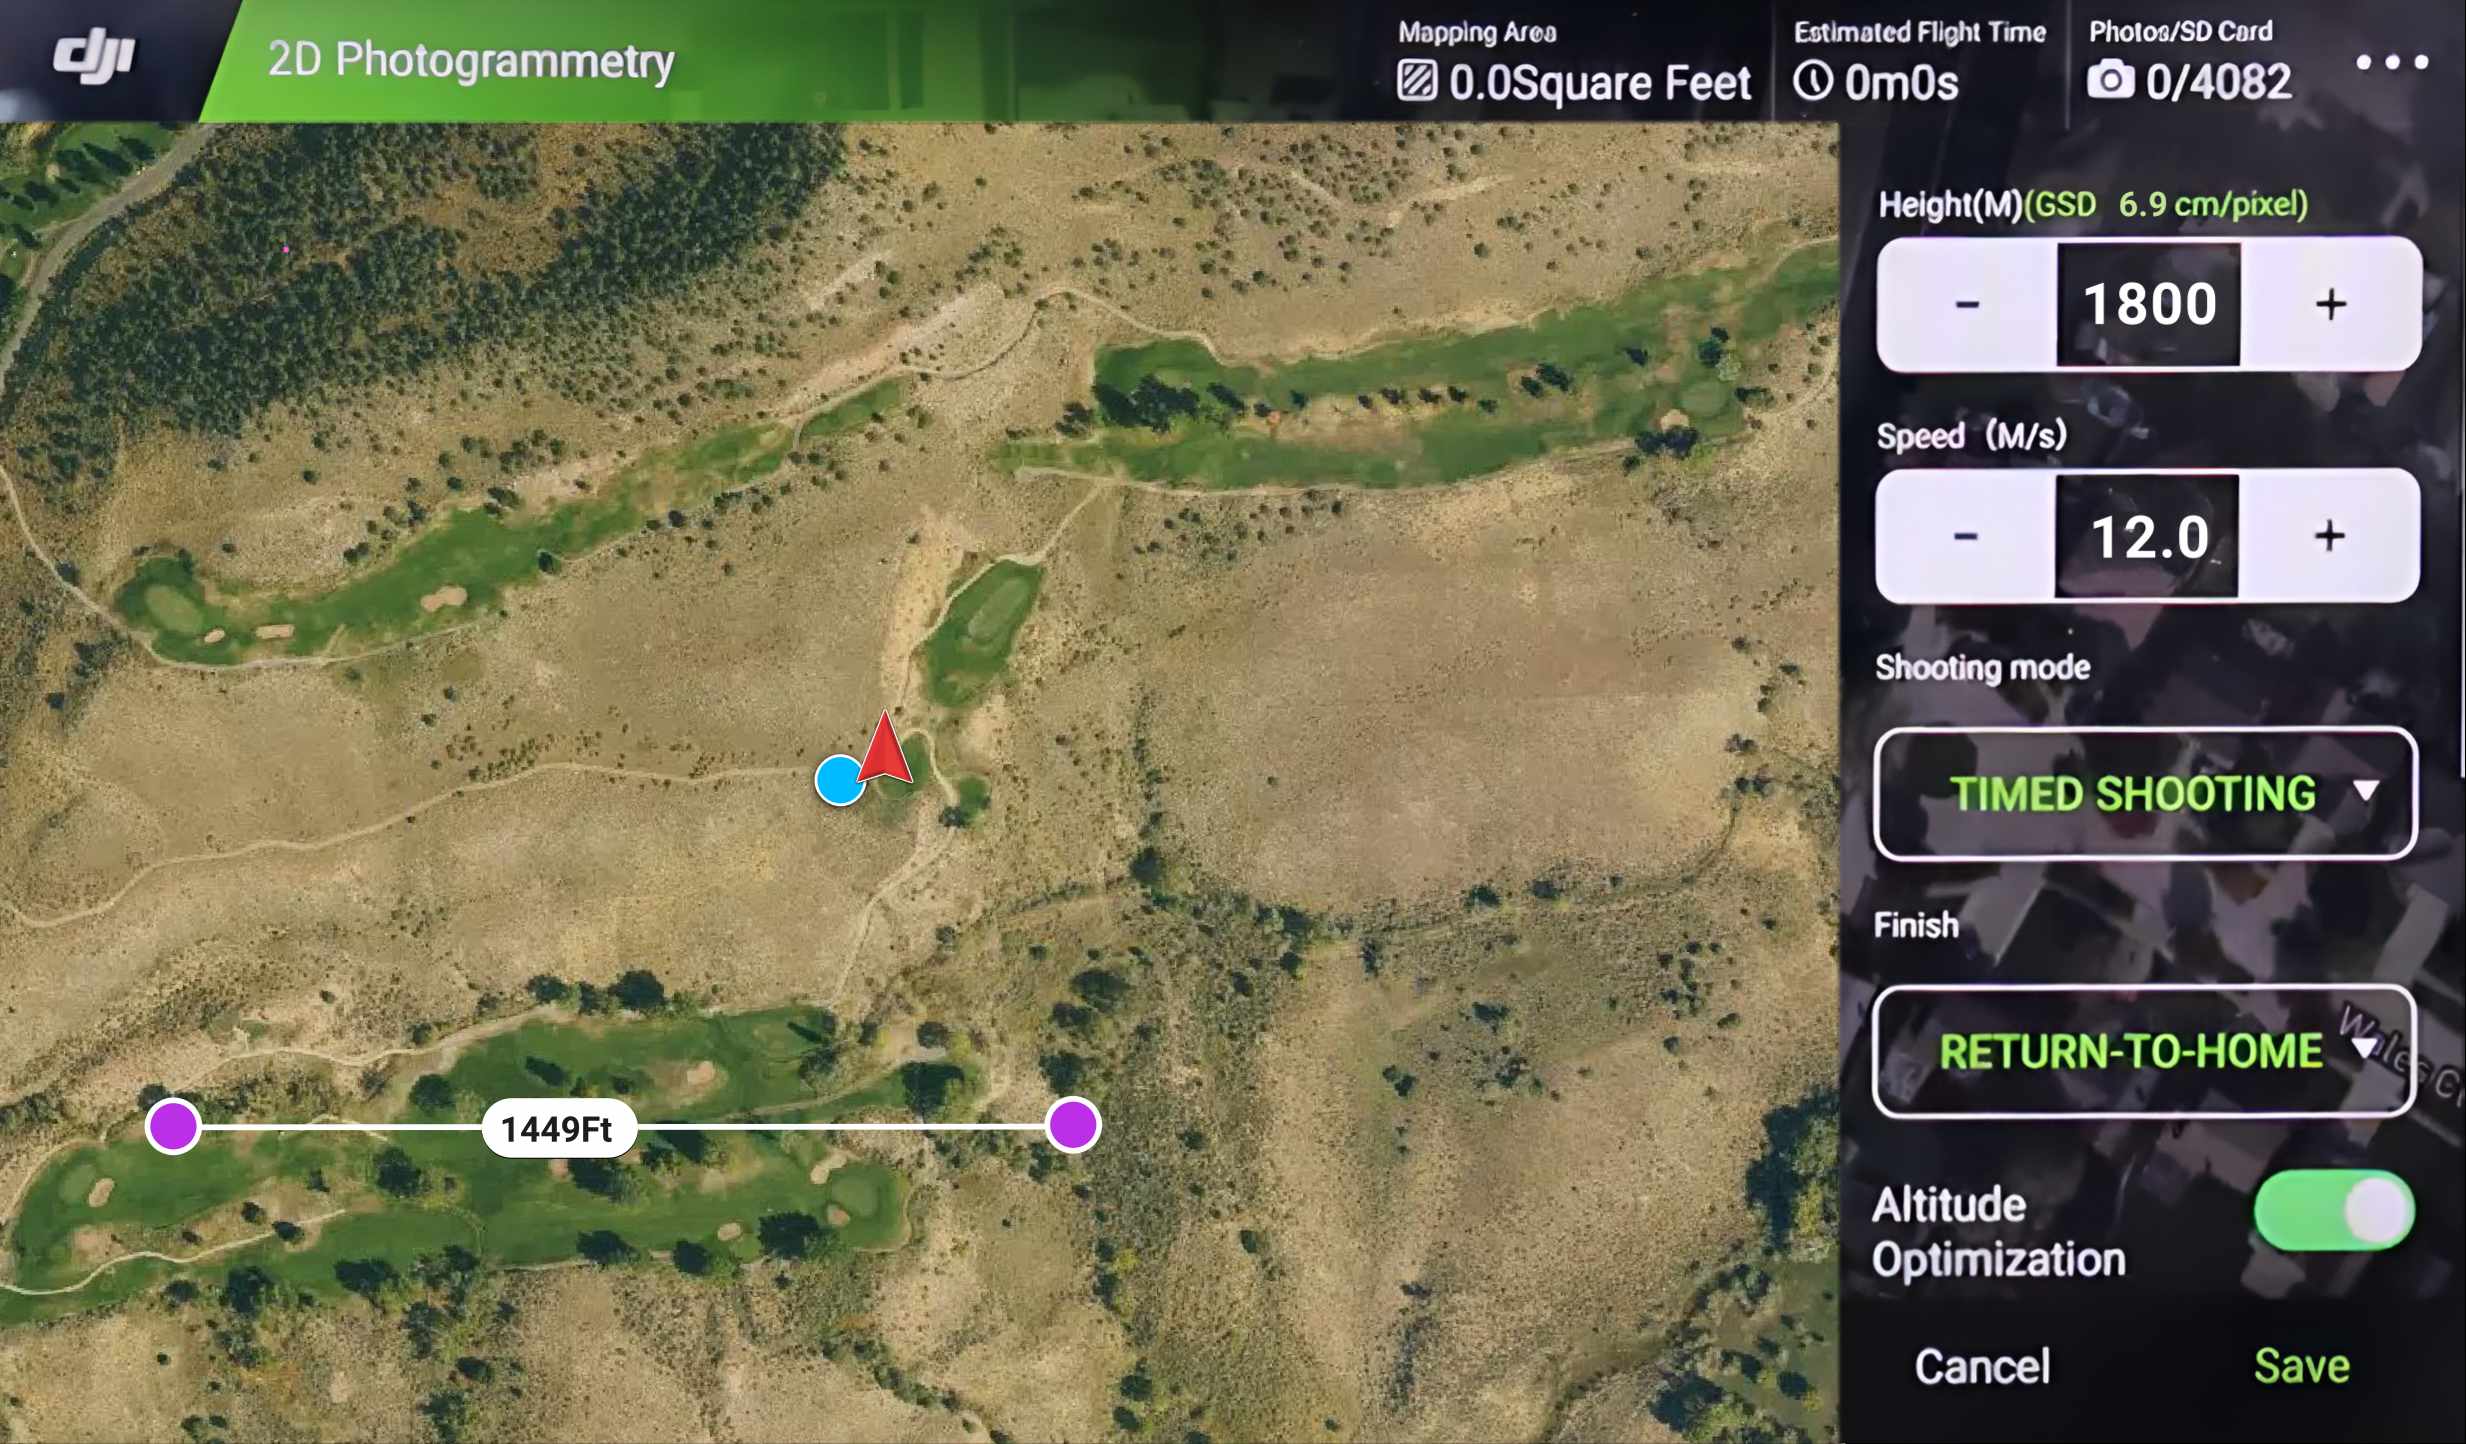 dji
2D Photogrammetry
Mapping Area
0.0Square Feet
Estimated Flight Time
0m0s
Photos/SD Card
0/4082
Height(M)(GSD 6.9 cm/pixel)
- 1800 +
Speed (M/s)
- 12.0 +
Shooting mode
TIMED SHOOTING
Finish
RETURN-TO-HOME
Altitude
Optimization
Cancel
Save
1449Ft